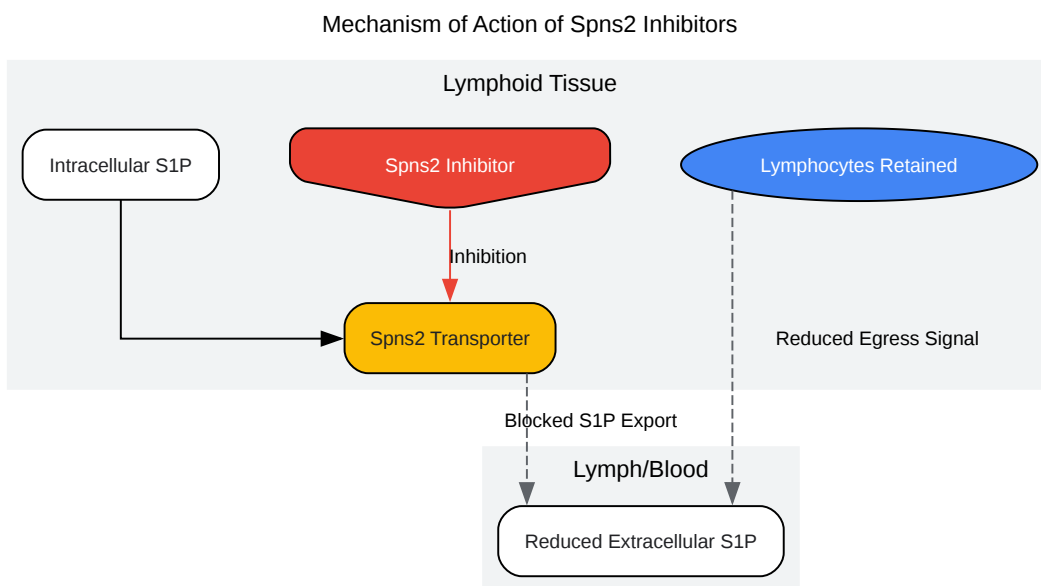 Mechanism of Action of Spns2 Inhibitors
Lymphoid Tissue
Intracellular S1P
Spns2 Inhibitor
Lymphocytes Retained
Inhibition
Spns2 Transporter
Reduced Egress Signal
Blocked S1P Export
Lymph/Blood
Reduced Extracellular S1P